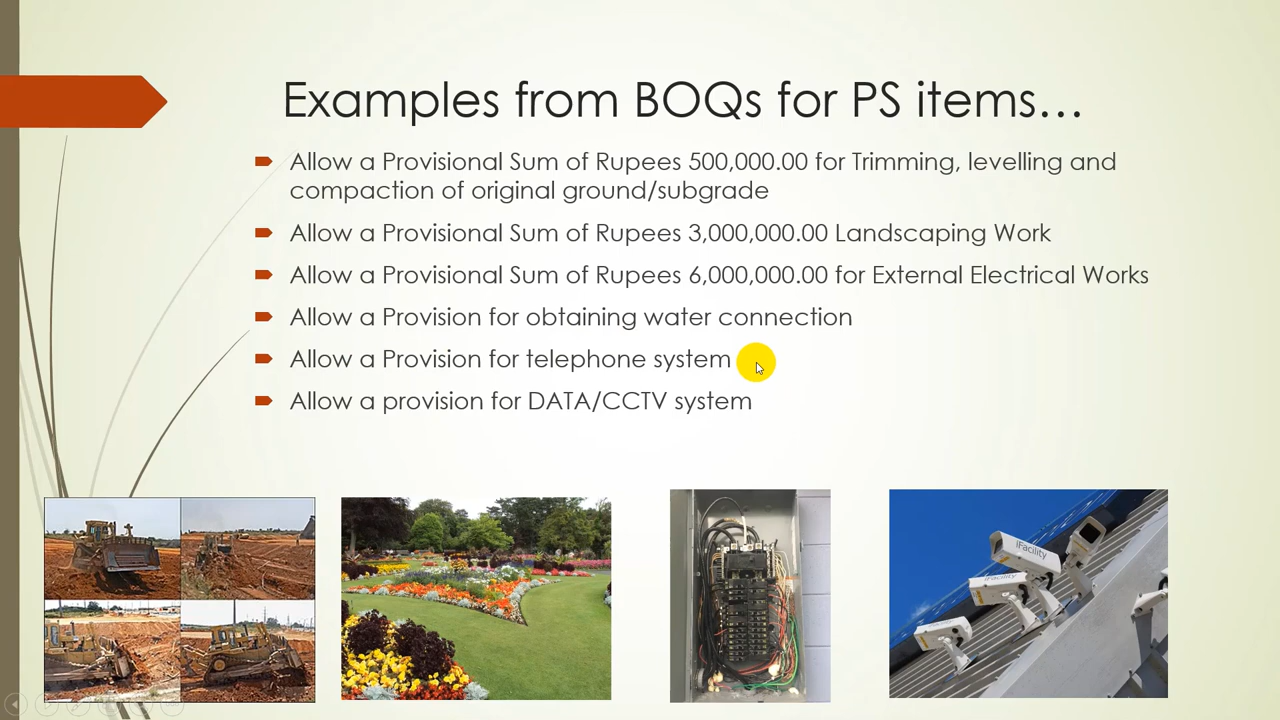 Examples from BOQs for PS items…
Allow a Provisional Sum of Rupees 500,000.00 for Trimming, levelling and
compaction of original ground/subgrade
Allow a Provisional Sum of Rupees 3,000,000.00 Landscaping Work
Allow a Provisional Sum of Rupees 6,000,000.00 for External Electrical Works
Allow a Provision for obtaining water connection
Allow a Provision for telephone system
Allow a provision for DATA/CCTV system
iFacility
iFacility